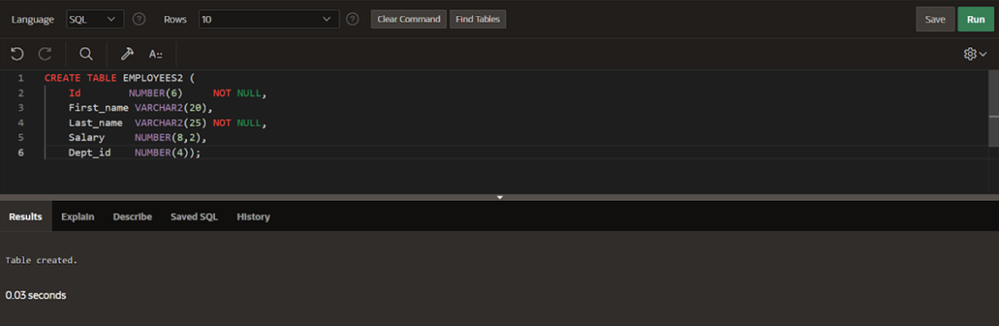 Language SQL Rows 10 Clear Command Find Tables Save Run
A::
1 CREATE TABLE EMPLOYEES2 (
2 Id NUMBER(6) NOT NULL,
3 First_name VARCHAR2(20),
4 Last_name VARCHAR2(25) NOT NULL,
5 Salary NUMBER(8,2),
6 Dept_id NUMBER(4));
Results Explain Describe Saved SQL History
Table created.
0.03 seconds